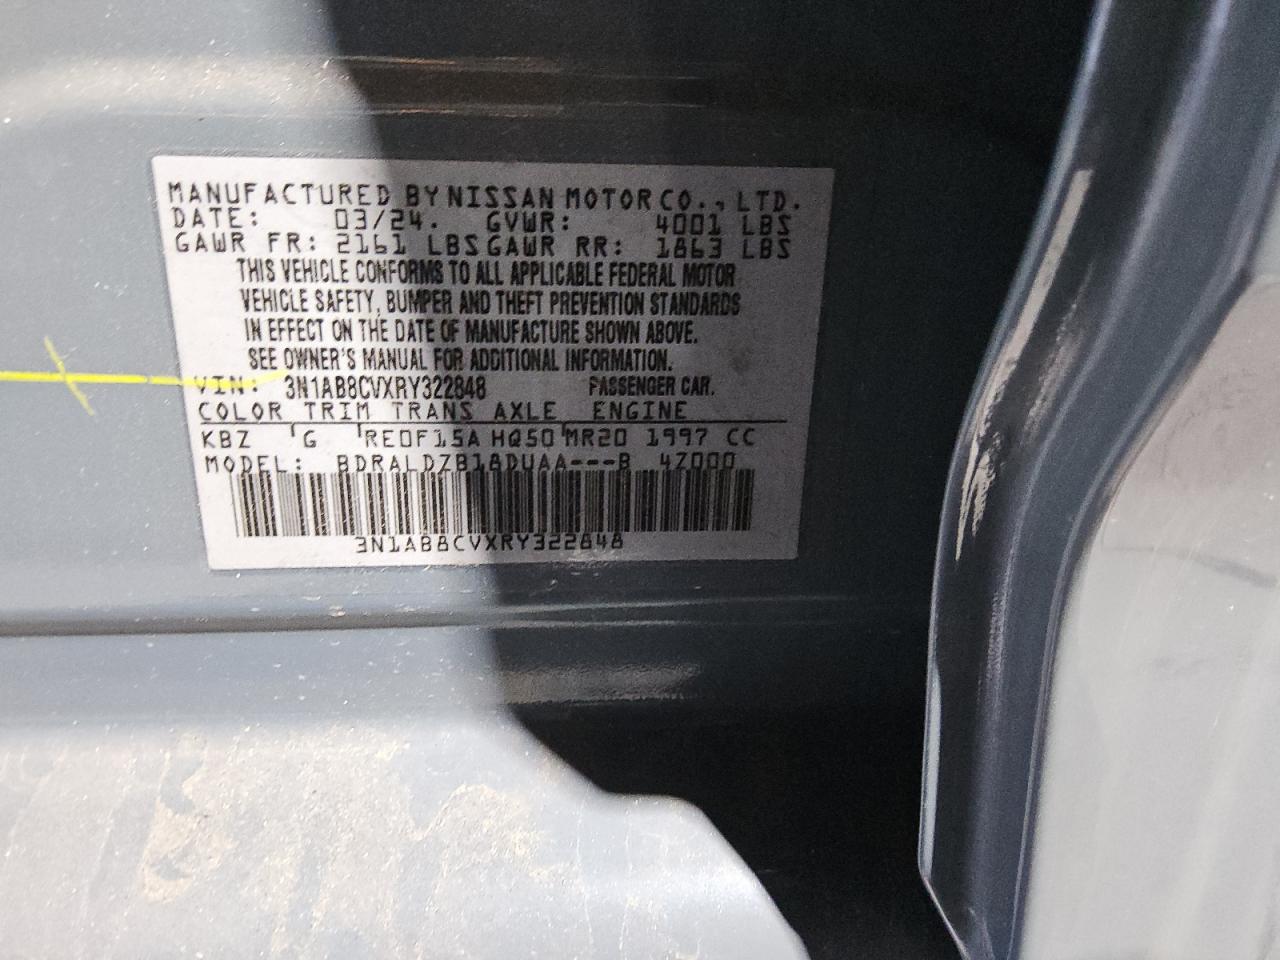 MANUFACTURED BY NISSAN MOTOR CO., LTD.
DATE: 03/24. GVWR: 4001 LBS
GAWR FR: 2161 LBS GAWR RR: 1863 LBS
THIS VEHICLE CONFORMS TO ALL APPLICABLE FEDERAL MOTOR
VEHICLE SAFETY, BUMPER AND THEFT PREVENTION STANDARDS
IN EFFECT ON THE DATE OF MANUFACTURE SHOWN ABOVE.
SEE OWNER'S MANUAL FOR ADDITIONAL INFORMATION.
VIN: 3N1AB8CVXRY322848 PASSENGER CAR.
COLOR TRIM TRANS AXLE ENGINE
KBZ G RE0F15A HQ50 MR20 1997 CC
MODEL: BDRALDZB18DUAA---B 4Z000
3N1AB8CVXRY322848